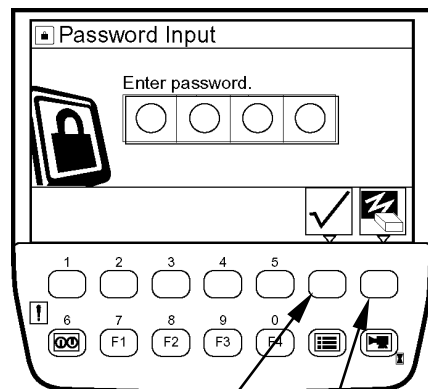 Password Input
Enter password.
1 2 3 4 5
6 7 8 9 0
F1 F2 F3 F4